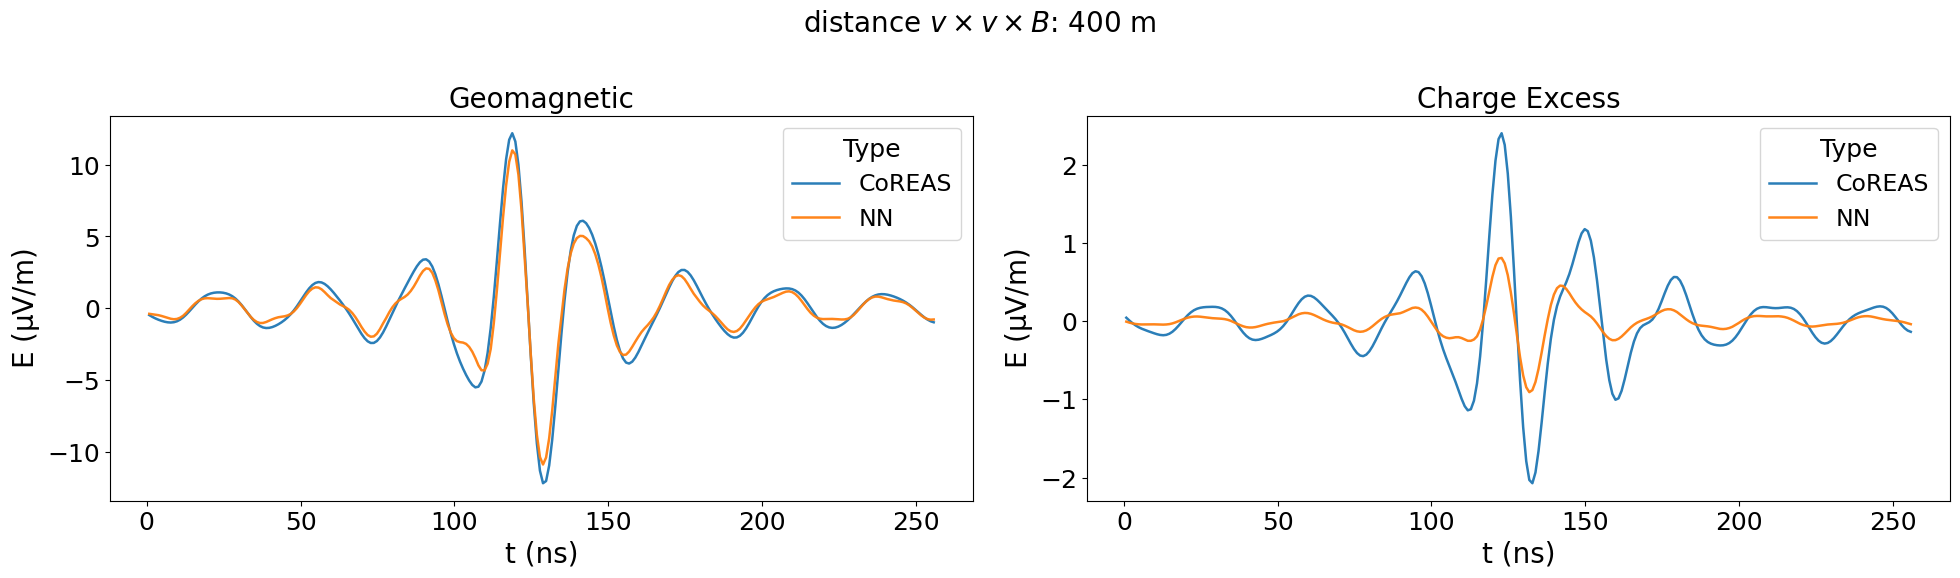 distance v × v × B: 400 m
Geomagnetic
E (µV/m)
10
5
0
−5
−10
0
50
100
150
200
250
t (ns)
Type
CoREAS
NN
Charge Excess
E (µV/m)
2
1
0
−1
−2
0
50
100
150
200
250
t (ns)
Type
CoREAS
NN